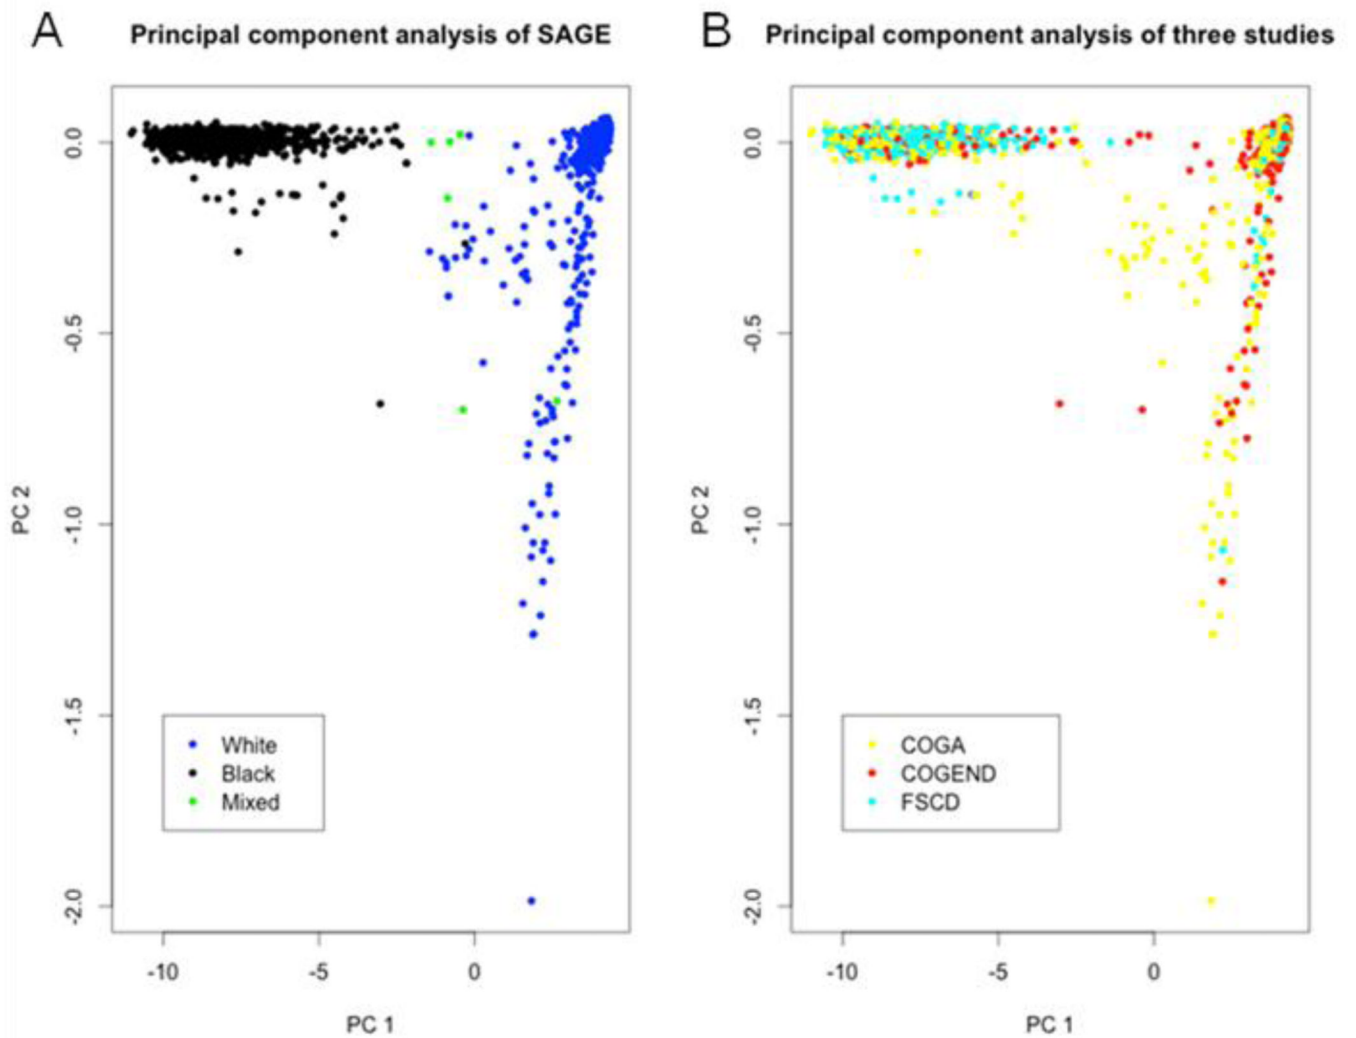 A
Principal component analysis of SAGE
0.0
-0.5
-1.0
-1.5
-2.0
PC 2
White
Black
Mixed
-10
-5
0
PC 1
B
Principal component analysis of three studies
0.0
-0.5
-1.0
-1.5
-2.0
PC 2
COGA
COGEND
FSCD
-10
-5
0
PC 1